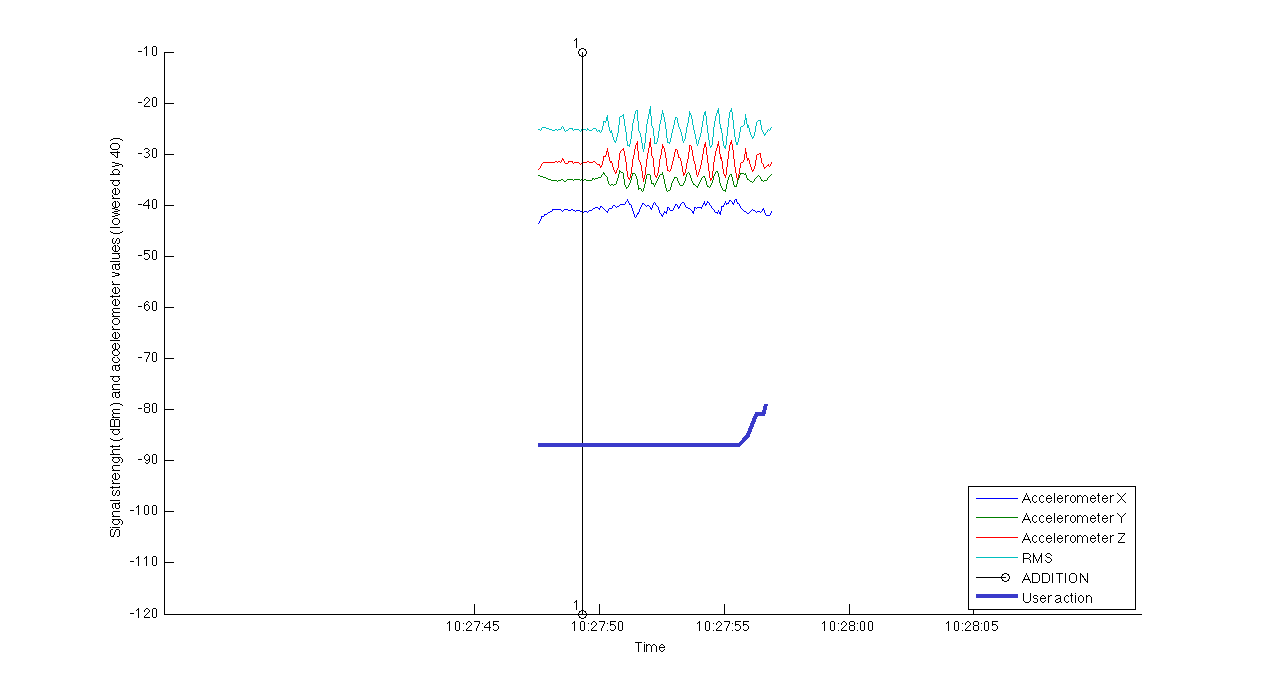 1
-10
-20
-30
-40
-50
-60
-70
-80
-90
-100
-110
-120
Signal strenght (dBm) and accelerometer values (lowered by 40)
1
10:27:45
10:27:50
10:27:55
10:28:00
10:28:05
Time
Accelerometer X
Accelerometer Y
Accelerometer Z
RMS
ADDITION
User action